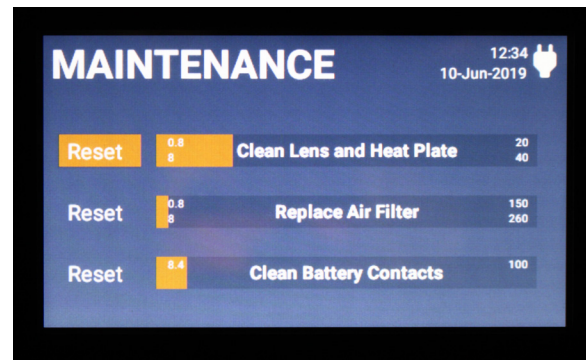 MAINTENANCE
12:34
10-Jun-2019
Reset
0.8
8
Clean Lens and Heat Plate
20
40
Reset
0.8
8
Replace Air Filter
150
260
Reset
8.4
Clean Battery Contacts
100